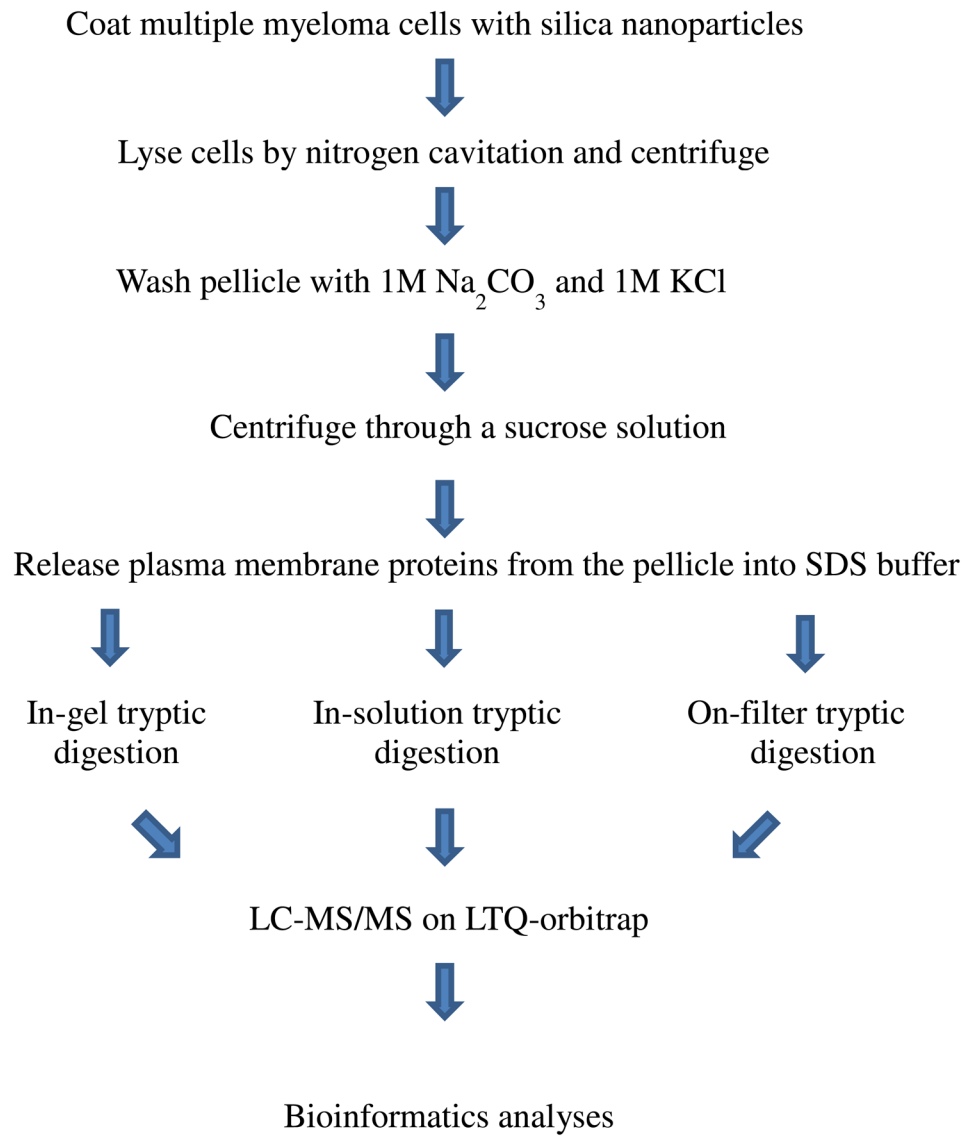 Coat multiple myeloma cells with silica nanoparticles
Lyse cells by nitrogen cavitation and centrifuge
Wash pellicle with 1M Na₂CO₃ and 1M KCl
Centrifuge through a sucrose solution
Release plasma membrane proteins from the pellicle into SDS buffer
In-gel tryptic
digestion
In-solution tryptic
digestion
On-filter tryptic
digestion
LC-MS/MS on LTQ-orbitrap
Bioinformatics analyses